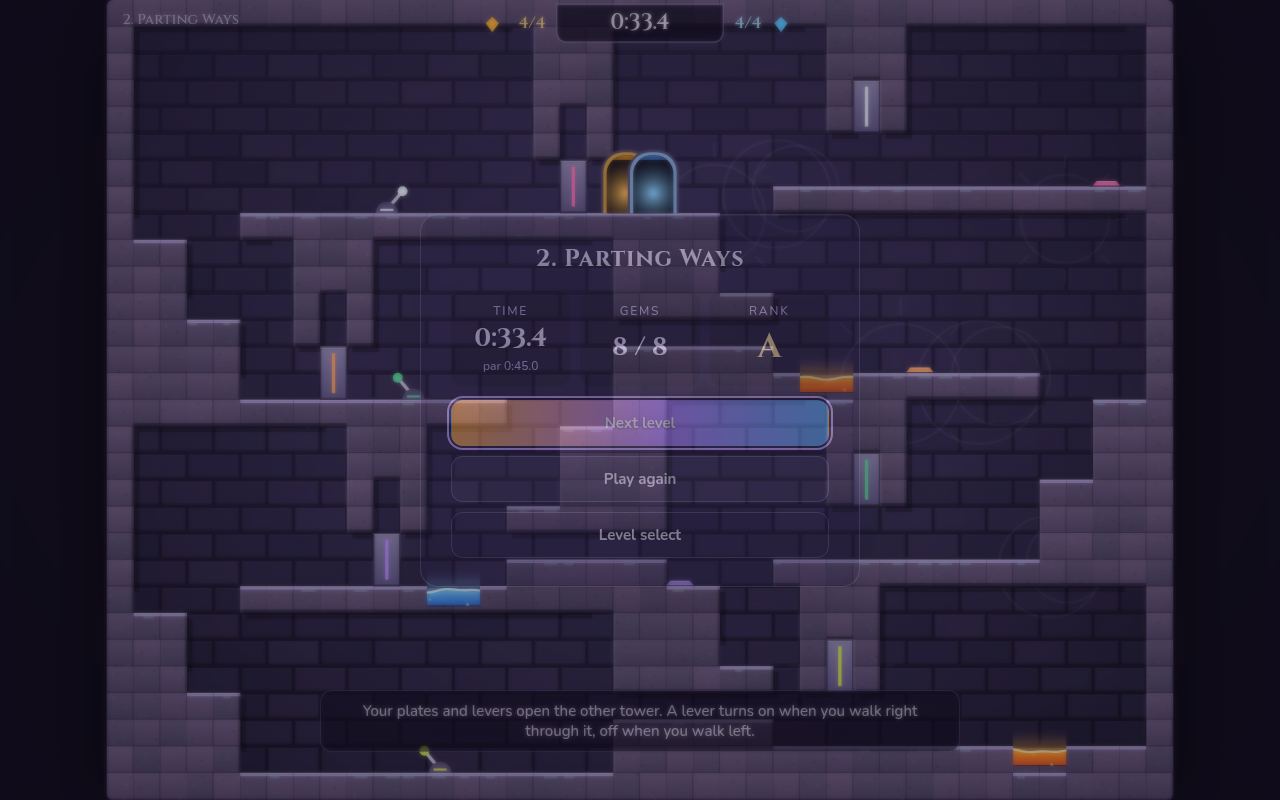 2. Parting Ways
4/4
0:33.4
4/4
2. Parting Ways
TIME
GEMS
RANK
0:33.4
8 / 8
A
par 0:45.0
Next level
Play again
Level select
Your plates and levers open the other tower. A lever turns on when you walk right
through it, off when you walk left.